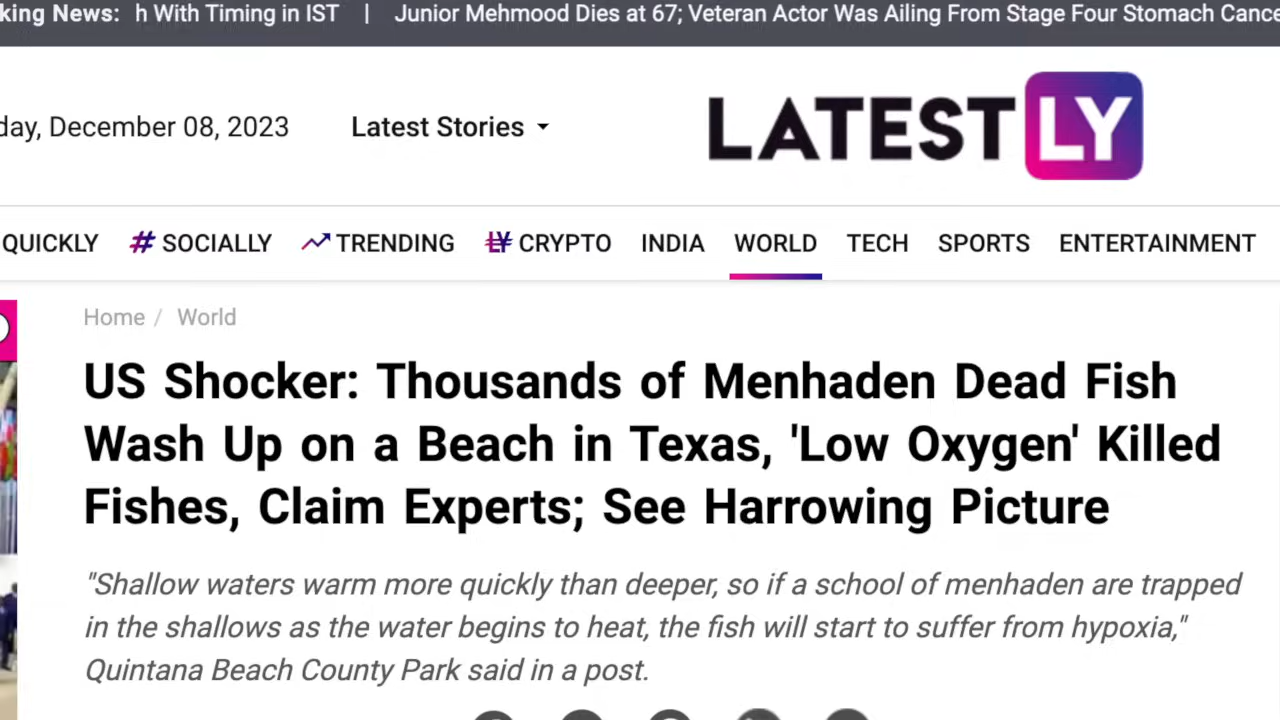 king News: h With Timing in IST | Junior Mehmood Dies at 67; Veteran Actor Was Ailing From Stage Four Stomach Cance
day, December 08, 2023 Latest Stories LATESTLY
QUICKLY # SOCIALLY TRENDING CRYPTO INDIA WORLD TECH SPORTS ENTERTAINMENT
Home / World
US Shocker: Thousands of Menhaden Dead Fish
Wash Up on a Beach in Texas, 'Low Oxygen' Killed
Fishes, Claim Experts; See Harrowing Picture
"Shallow waters warm more quickly than deeper, so if a school of menhaden are trapped
in the shallows as the water begins to heat, the fish will start to suffer from hypoxia,"
Quintana Beach County Park said in a post.